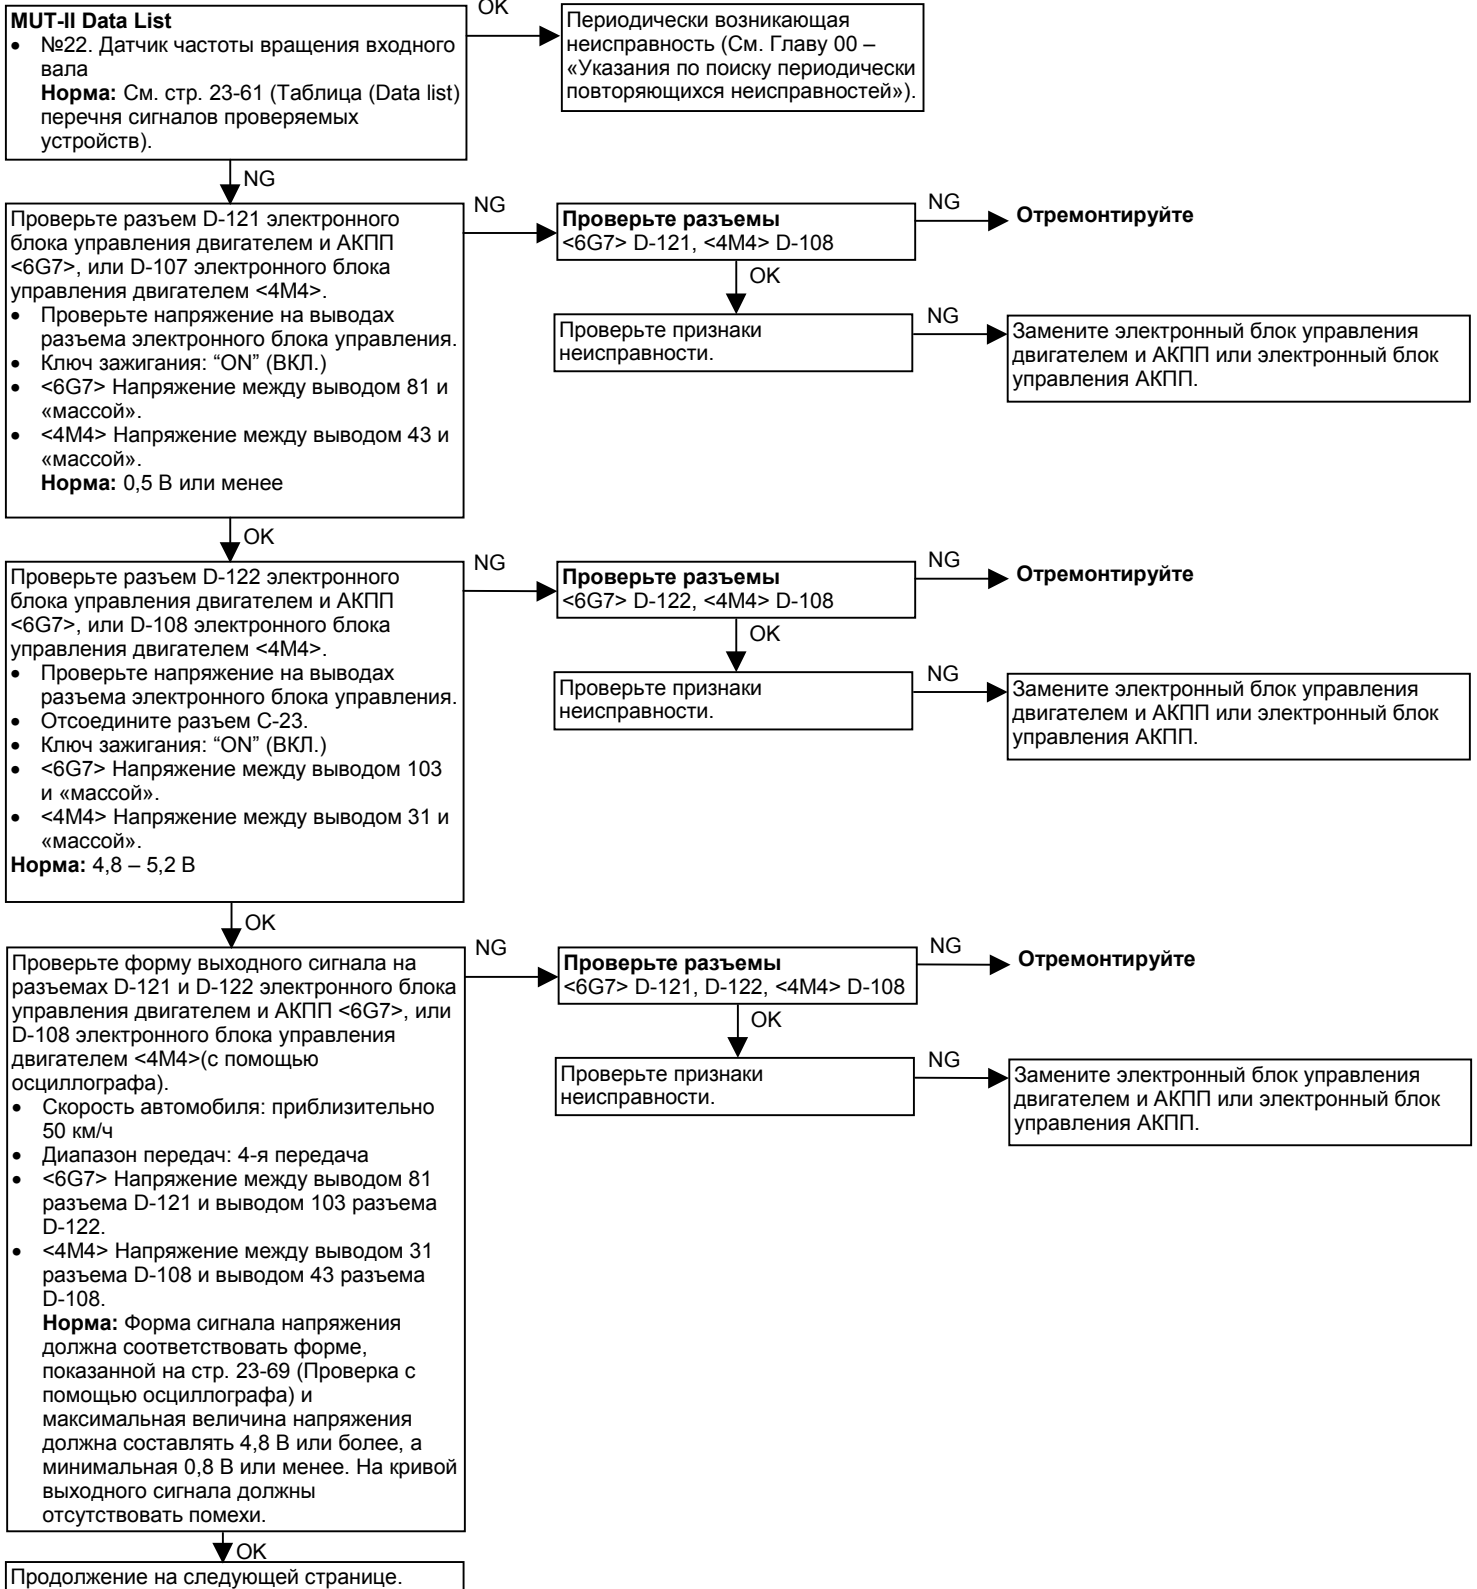 MUT-II Data List
• №22. Датчик частоты вращения входного
вала
Норма: См. стр. 23-61 (Таблица (Data list)
перечня сигналов проверяемых
устройств).
OK
Периодически возникающая
неисправность (См. Главу 00 –
«Указания по поиску периодически
повторяющихся неисправностей»).
NG
Проверьте разъем D-121 электронного
блока управления двигателем и АКПП
<6G7>, или D-107 электронного блока
управления двигателем <4M4>.
• Проверьте напряжение на выводах
разъема электронного блока управления.
• Ключ зажигания: “ON” (ВКЛ.)
• <6G7> Напряжение между выводом 81 и
«массой».
• <4M4> Напряжение между выводом 43 и
«массой».
Норма: 0,5 В или менее
NG
Проверьте разъемы
<6G7> D-121, <4M4> D-108
NG
Отремонтируйте
OK
Проверьте признаки
неисправности.
NG
Замените электронный блок управления
двигателем и АКПП или электронный блок
управления АКПП.
OK
Проверьте разъем D-122 электронного
блока управления двигателем и АКПП
<6G7>, или D-108 электронного блока
управления двигателем <4M4>.
• Проверьте напряжение на выводах
разъема электронного блока управления.
• Отсоедините разъем С-23.
• Ключ зажигания: “ON” (ВКЛ.)
• <6G7> Напряжение между выводом 103
и «массой».
• <4M4> Напряжение между выводом 31 и
«массой».
Норма: 4,8 – 5,2 В
NG
Проверьте разъемы
<6G7> D-122, <4M4> D-108
NG
Отремонтируйте
OK
Проверьте признаки
неисправности.
NG
Замените электронный блок управления
двигателем и АКПП или электронный блок
управления АКПП.
OK
Проверьте форму выходного сигнала на
разъемах D-121 и D-122 электронного блока
управления двигателем и АКПП <6G7>, или
D-108 электронного блока управления
двигателем <4M4>(с помощью
осциллографа).
• Скорость автомобиля: приблизительно
50 км/ч
• Диапазон передач: 4-я передача
• <6G7> Напряжение между выводом 81
разъема D-121 и выводом 103 разъема
D-122.
• <4M4> Напряжение между выводом 31
разъема D-108 и выводом 43 разъема
D-108.
Норма: Форма сигнала напряжения
должна соответствовать форме,
показанной на стр. 23-69 (Проверка с
помощью осциллографа) и
максимальная величина напряжения
должна составлять 4,8 В или более, а
минимальная 0,8 В или менее. На кривой
выходного сигнала должны
отсутствовать помехи.
NG
Проверьте разъемы
<6G7> D-121, D-122, <4M4> D-108
NG
Отремонтируйте
OK
Проверьте признаки
неисправности.
NG
Замените электронный блок управления
двигателем и АКПП или электронный блок
управления АКПП.
OK
Продолжение на следующей странице.